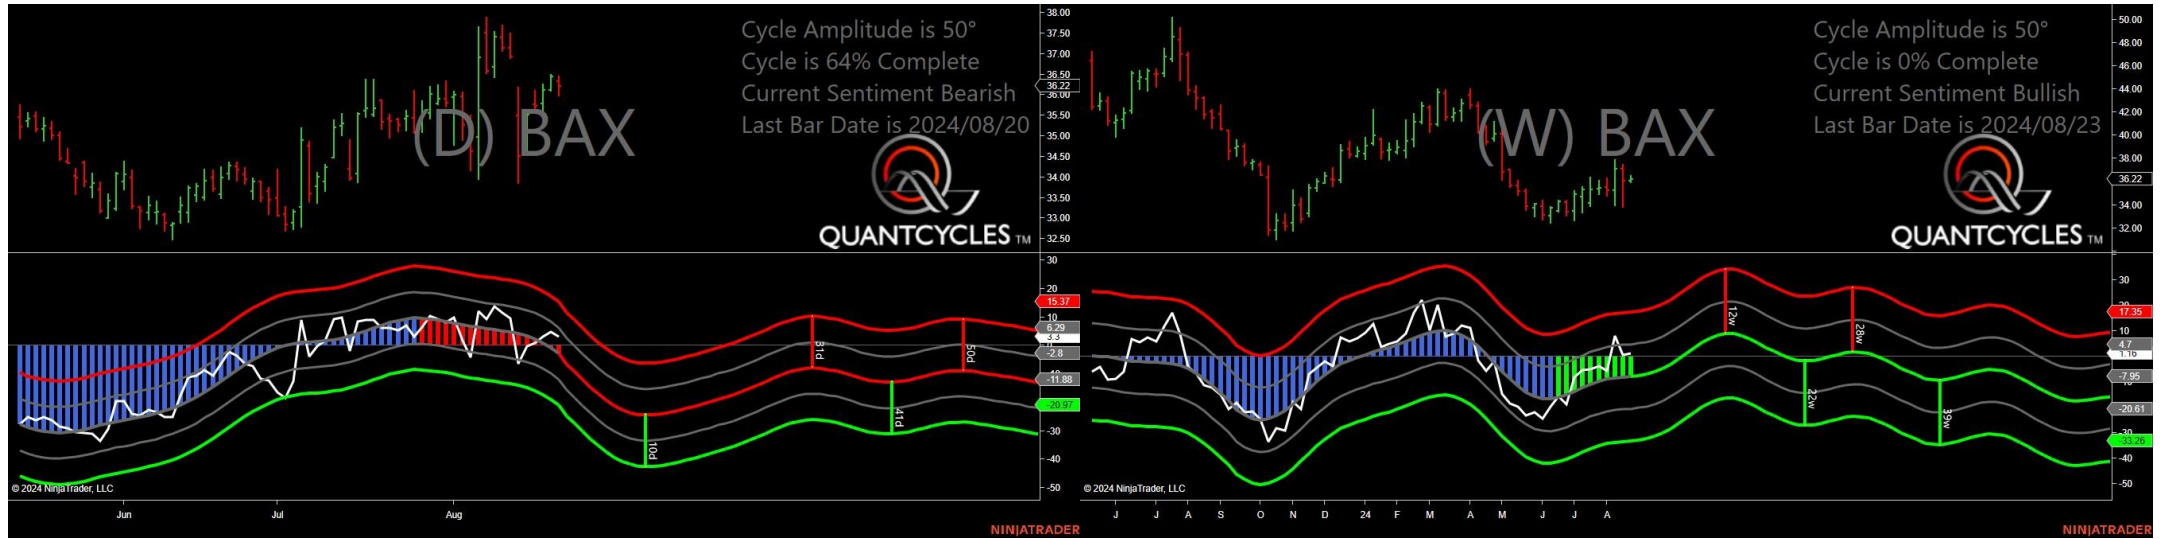 Cycle Amplitude is 50°
Cycle is 64% Complete
Current Sentiment Bearish
Last Bar Date is 2024/08/20
(D) BAX
QUANTCYCLES TM
38.00
37.50
37.00
36.50
36.22
36.00
35.50
35.00
34.50
34.00
33.50
33.00
32.50
30
20
15.37
10
6.29
3.3
-2.8
-11.88
-20.97
-30
-40
-50
10d
31d
41d
50d
© 2024 NinjaTrader, LLC
Jun
Jul
Aug
NINJATRADER
Cycle Amplitude is 50°
Cycle is 0% Complete
Current Sentiment Bullish
Last Bar Date is 2024/08/23
(W) BAX
QUANTCYCLES TM
50.00
48.00
46.00
44.00
42.00
40.00
38.00
36.22
34.00
32.00
30
17.35
10
4.7
1.16
-7.95
-20.61
-30
-33.26
-40
-50
12w
22w
28w
39w
© 2024 NinjaTrader, LLC
J
J
A
S
O
N
D
24
F
M
A
M
J
J
A
NINJATRADER